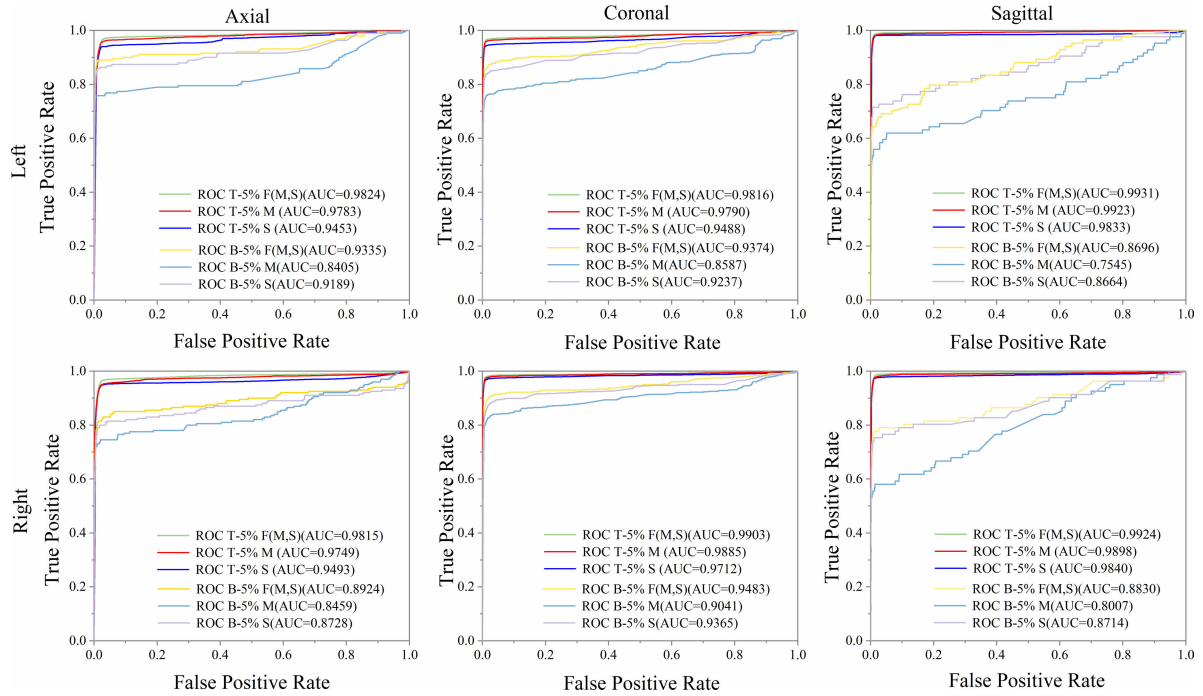 Axial
Coronal
Sagittal
Left
True Positive Rate
1.0
0.8
0.6
0.4
0.2
0.0
ROC T-5% F(M,S)(AUC=0.9824)
ROC T-5% M (AUC=0.9783)
ROC T-5% S (AUC=0.9453)
ROC B-5% F(M,S)(AUC=0.9335)
ROC B-5% M(AUC=0.8405)
ROC B-5% S(AUC=0.9189)
0.0 0.2 0.4 0.6 0.8 1.0
False Positive Rate
True Positive Rate
1.0
0.8
0.6
0.4
0.2
0.0
ROC T-5% F(M,S)(AUC=0.9816)
ROC T-5% M (AUC=0.9790)
ROC T-5% S (AUC=0.9488)
ROC B-5% F(M,S)(AUC=0.9374)
ROC B-5% M(AUC=0.8587)
ROC B-5% S(AUC=0.9237)
0.0 0.2 0.4 0.6 0.8 1.0
False Positive Rate
True Positive Rate
1.0
0.8
0.6
0.4
0.2
0.0
ROC T-5% F(M,S)(AUC=0.9931)
ROC T-5% M (AUC=0.9923)
ROC T-5% S (AUC=0.9833)
ROC B-5% F(M,S)(AUC=0.8696)
ROC B-5% M(AUC=0.7545)
ROC B-5% S(AUC=0.8664)
0.0 0.2 0.4 0.6 0.8 1.0
False Positive Rate
Right
True Positive Rate
1.0
0.8
0.6
0.4
0.2
0.0
ROC T-5% F(M,S)(AUC=0.9815)
ROC T-5% M (AUC=0.9749)
ROC T-5% S (AUC=0.9493)
ROC B-5% F(M,S)(AUC=0.8924)
ROC B-5% M(AUC=0.8459)
ROC B-5% S(AUC=0.8728)
0.0 0.2 0.4 0.6 0.8 1.0
False Positive Rate
True Positive Rate
1.0
0.8
0.6
0.4
0.2
0.0
ROC T-5% F(M,S)(AUC=0.9903)
ROC T-5% M (AUC=0.9885)
ROC T-5% S (AUC=0.9712)
ROC B-5% F(M,S)(AUC=0.9483)
ROC B-5% M(AUC=0.9041)
ROC B-5% S(AUC=0.9365)
0.0 0.2 0.4 0.6 0.8 1.0
False Positive Rate
True Positive Rate
1.0
0.8
0.6
0.4
0.2
0.0
ROC T-5% F(M,S)(AUC=0.9924)
ROC T-5% M (AUC=0.9898)
ROC T-5% S (AUC=0.9840)
ROC B-5% F(M,S)(AUC=0.8830)
ROC B-5% M(AUC=0.8007)
ROC B-5% S(AUC=0.8714)
0.0 0.2 0.4 0.6 0.8 1.0
False Positive Rate